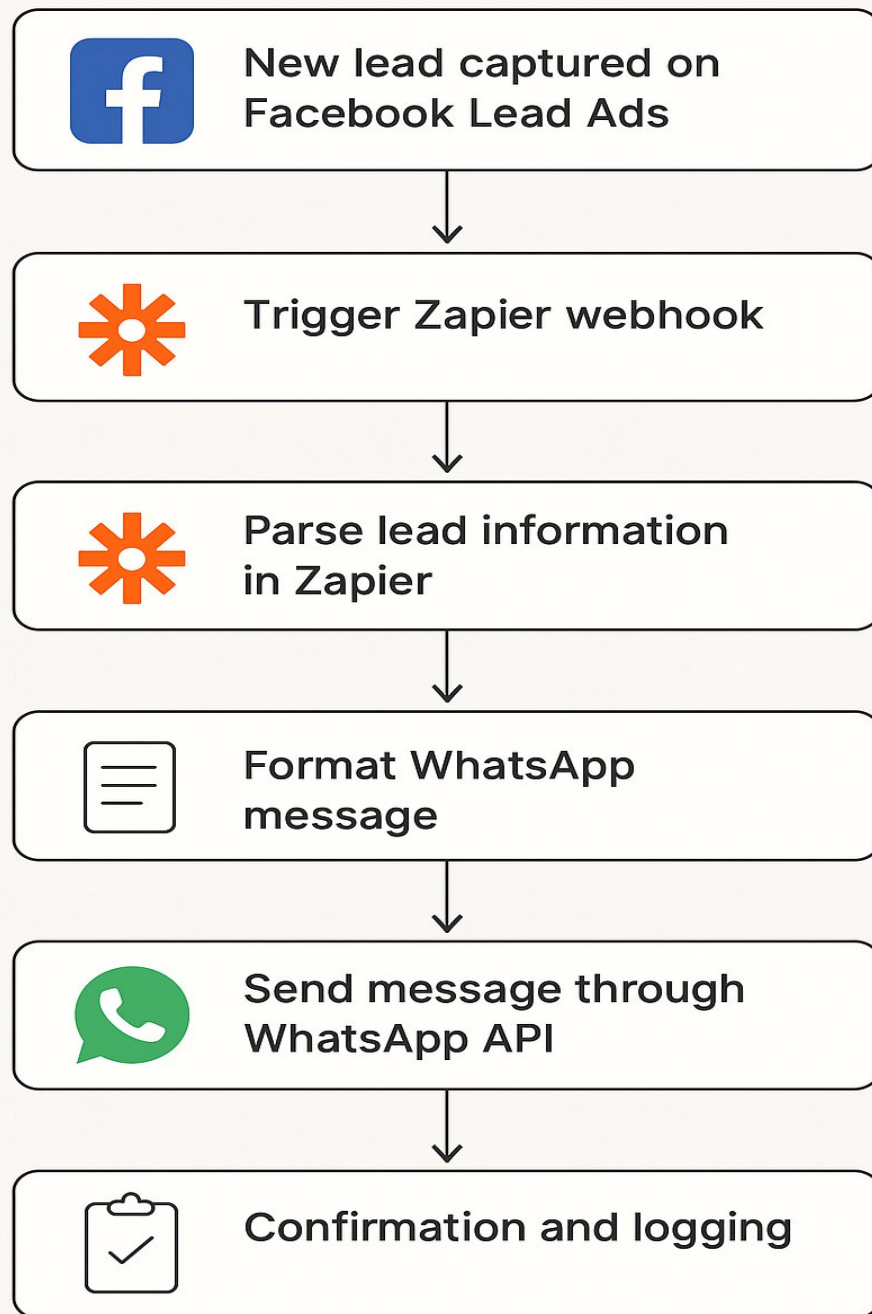 New lead captured on
Facebook Lead Ads
Trigger Zapier webhook
Parse lead information
in Zapier
Format WhatsApp
message
Send message through
WhatsApp API
Confirmation and logging